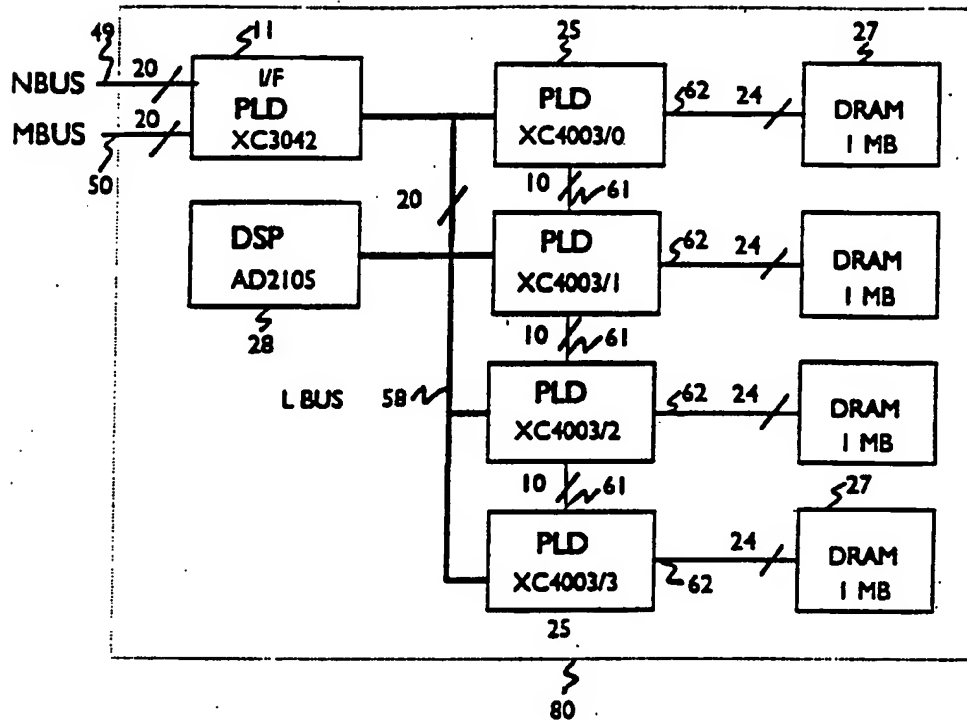 49
11
25
27
NBUS
20
I/F
PLD
XC3042
PLD
XC4003/0
62
24
DRAM
1 MB
MBUS
20
50
20
10
61
DSP
AD2105
28
PLD
XC4003/1
62
24
DRAM
1 MB
10
61
L BUS
58
PLD
XC4003/2
62
24
DRAM
1 MB
10
61
27
PLD
XC4003/3
24
62
DRAM
1 MB
25
80